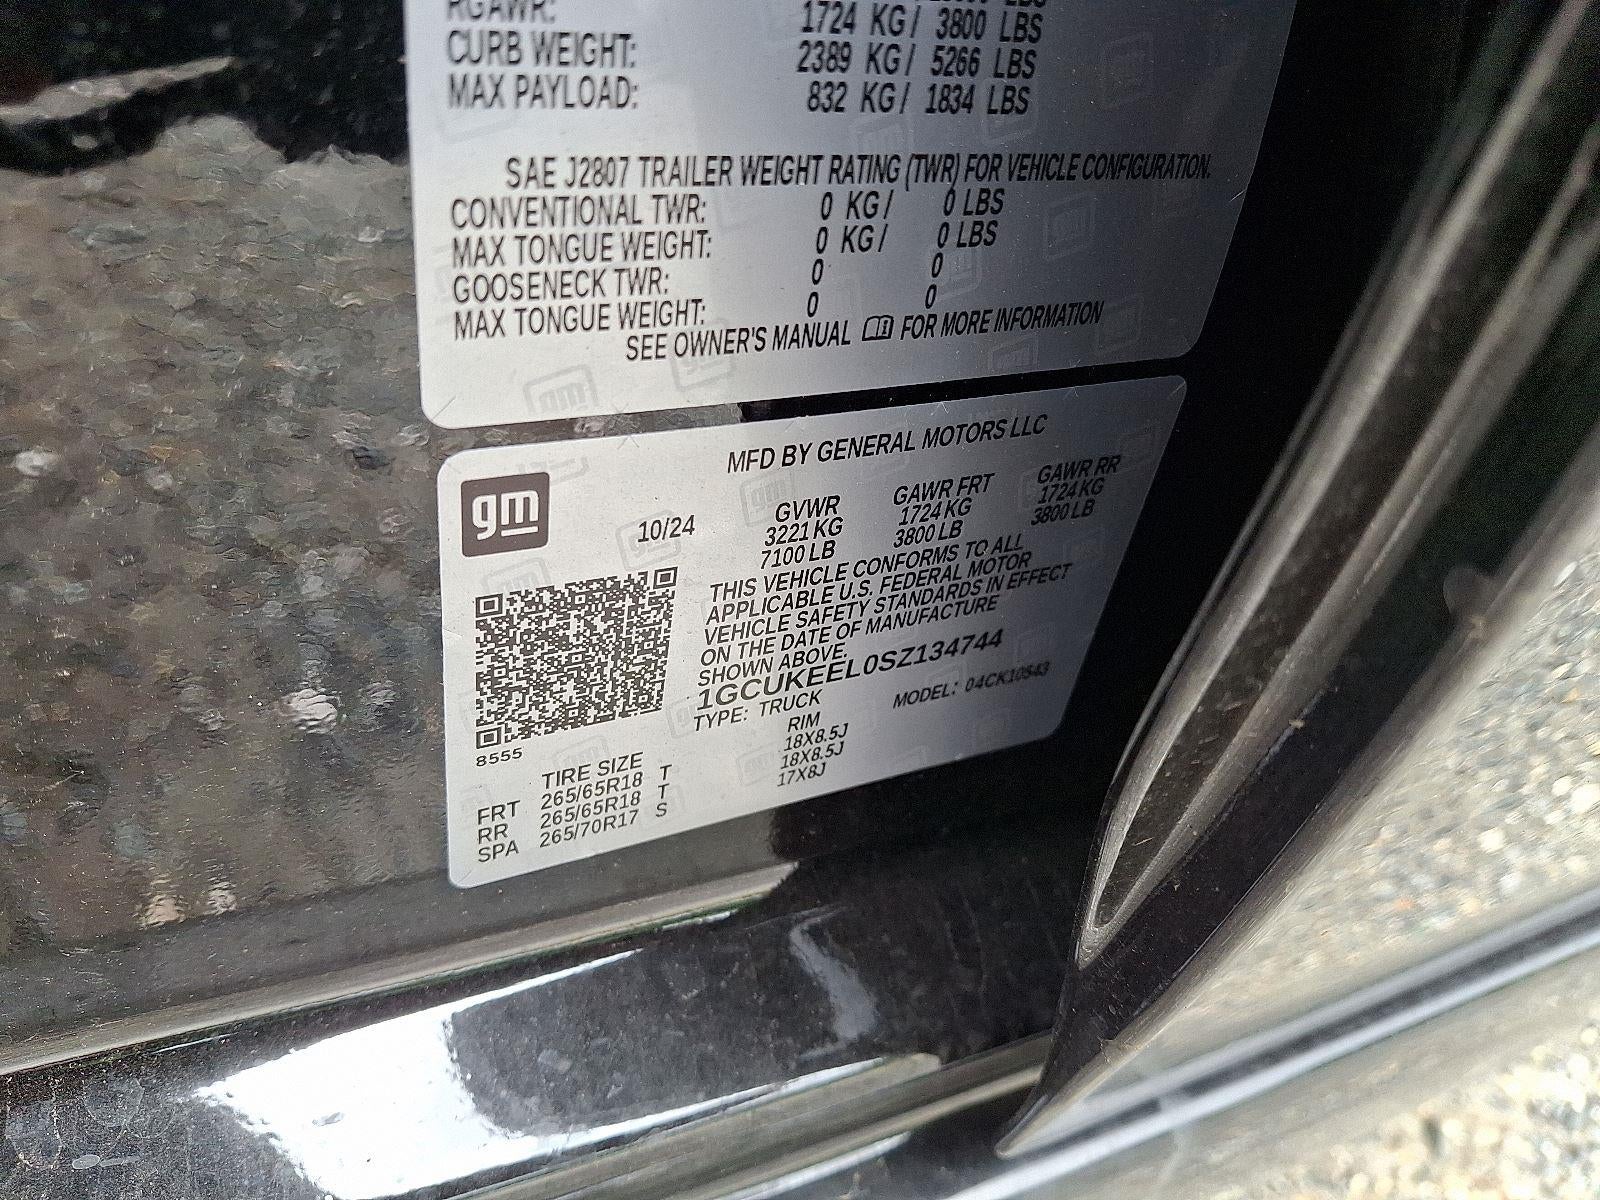 RGAWR: 1724 KG / 3800 LBS
CURB WEIGHT: 2389 KG / 5266 LBS
MAX PAYLOAD: 832 KG / 1834 LBS
SAE J2807 TRAILER WEIGHT RATING (TWR) FOR VEHICLE CONFIGURATION.
CONVENTIONAL TWR: 0 KG / 0 LBS
MAX TONGUE WEIGHT: 0 KG / 0 LBS
GOOSENECK TWR: 0 0
MAX TONGUE WEIGHT: 0 0
SEE OWNER'S MANUAL FOR MORE INFORMATION
MFD BY GENERAL MOTORS LLC
gm
10/24
GVWR GAWR FRT GAWR RR
3221 KG 1724 KG 1724 KG
7100 LB 3800 LB 3800 LB
THIS VEHICLE CONFORMS TO ALL
APPLICABLE U.S. FEDERAL MOTOR
VEHICLE SAFETY STANDARDS IN EFFECT
ON THE DATE OF MANUFACTURE
SHOWN ABOVE.
1GCUKEEL0SZ134744
TYPE: TRUCK MODEL: 04CK10543
8555
TIRE SIZE RIM
FRT 265/65R18 T 18X8.5J
RR 265/65R18 T 18X8.5J
SPA 265/70R17 S 17X8J